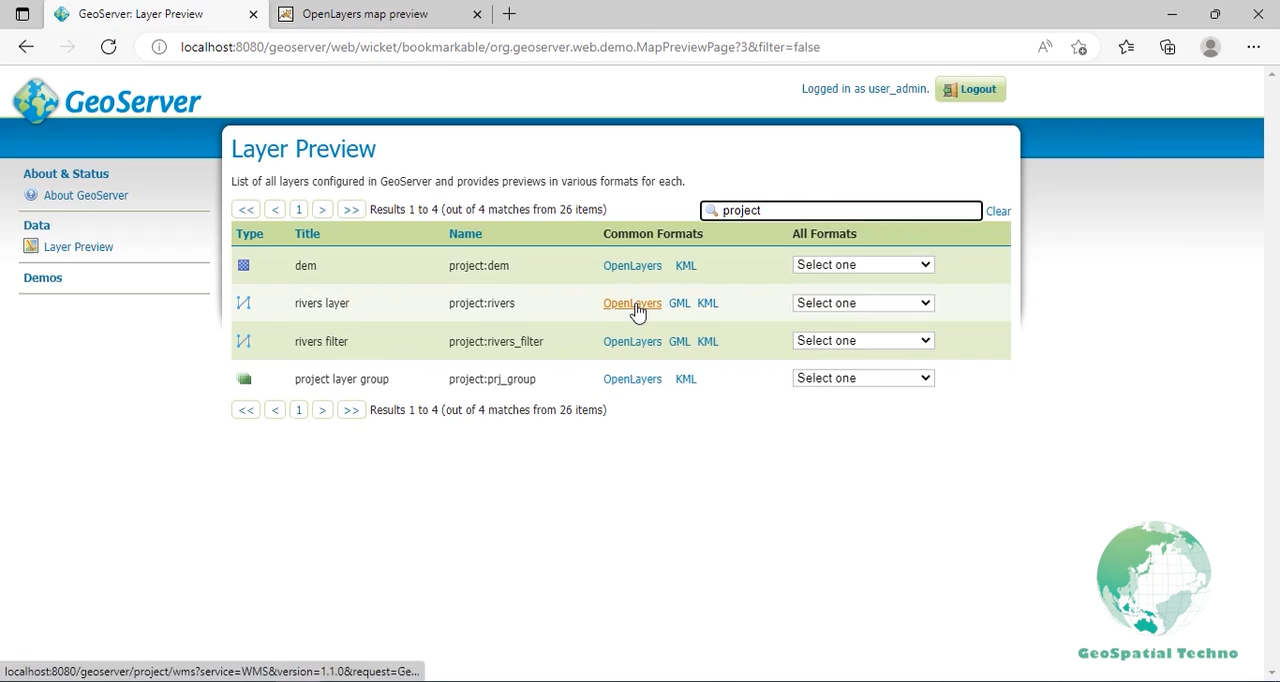 GeoServer: Layer Preview
OpenLayers map preview
localhost:8080/geoserver/web/wicket/bookmarkable/org.geoserver.web.demo.MapPreviewPage?3&filter=false
GeoServer
Logged in as user_admin.
Logout
About & Status
About GeoServer
Data
Layer Preview
Demos
Layer Preview
List of all layers configured in GeoServer and provides previews in various formats for each.
<< < 1 > >> Results 1 to 4 (out of 4 matches from 26 items)
project
Clear
Type Title Name Common Formats All Formats
dem project:dem OpenLayers KML Select one
rivers layer project:rivers OpenLayers GML KML Select one
rivers filter project:rivers_filter OpenLayers GML KML Select one
project layer group project:prj_group OpenLayers KML Select one
<< < 1 > >> Results 1 to 4 (out of 4 matches from 26 items)
GeoSpatial Techno
localhost:8080/geoserver/project/wms?service=WMS&version=1.1.0&request=Ge...